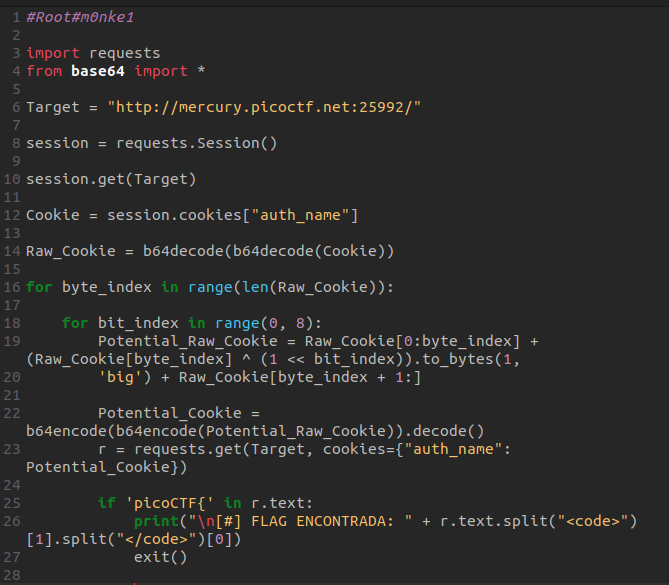 1 #Root#m0nke1
2
3 import requests
4 from base64 import *
5
6 Target = "http://mercury.picoctf.net:25992/"
7
8 session = requests.Session()
9
10 session.get(Target)
11
12 Cookie = session.cookies["auth_name"]
13
14 Raw_Cookie = b64decode(b64decode(Cookie))
15
16 for byte_index in range(len(Raw_Cookie)):
17
18     for bit_index in range(0, 8):
19         Potential_Raw_Cookie = Raw_Cookie[0:byte_index] +
(Raw_Cookie[byte_index] ^ (1 << bit_index)).to_bytes(1,
20         'big') + Raw_Cookie[byte_index + 1:]
21
22         Potential_Cookie =
b64encode(b64encode(Potential_Raw_Cookie)).decode()
23         r = requests.get(Target, cookies={"auth_name":
Potential_Cookie})
24
25         if 'picoCTF{' in r.text:
26             print("\n[#] FLAG ENCONTRADA: " + r.text.split("<code>")
[1].split("</code>")[0])
27             exit()
28